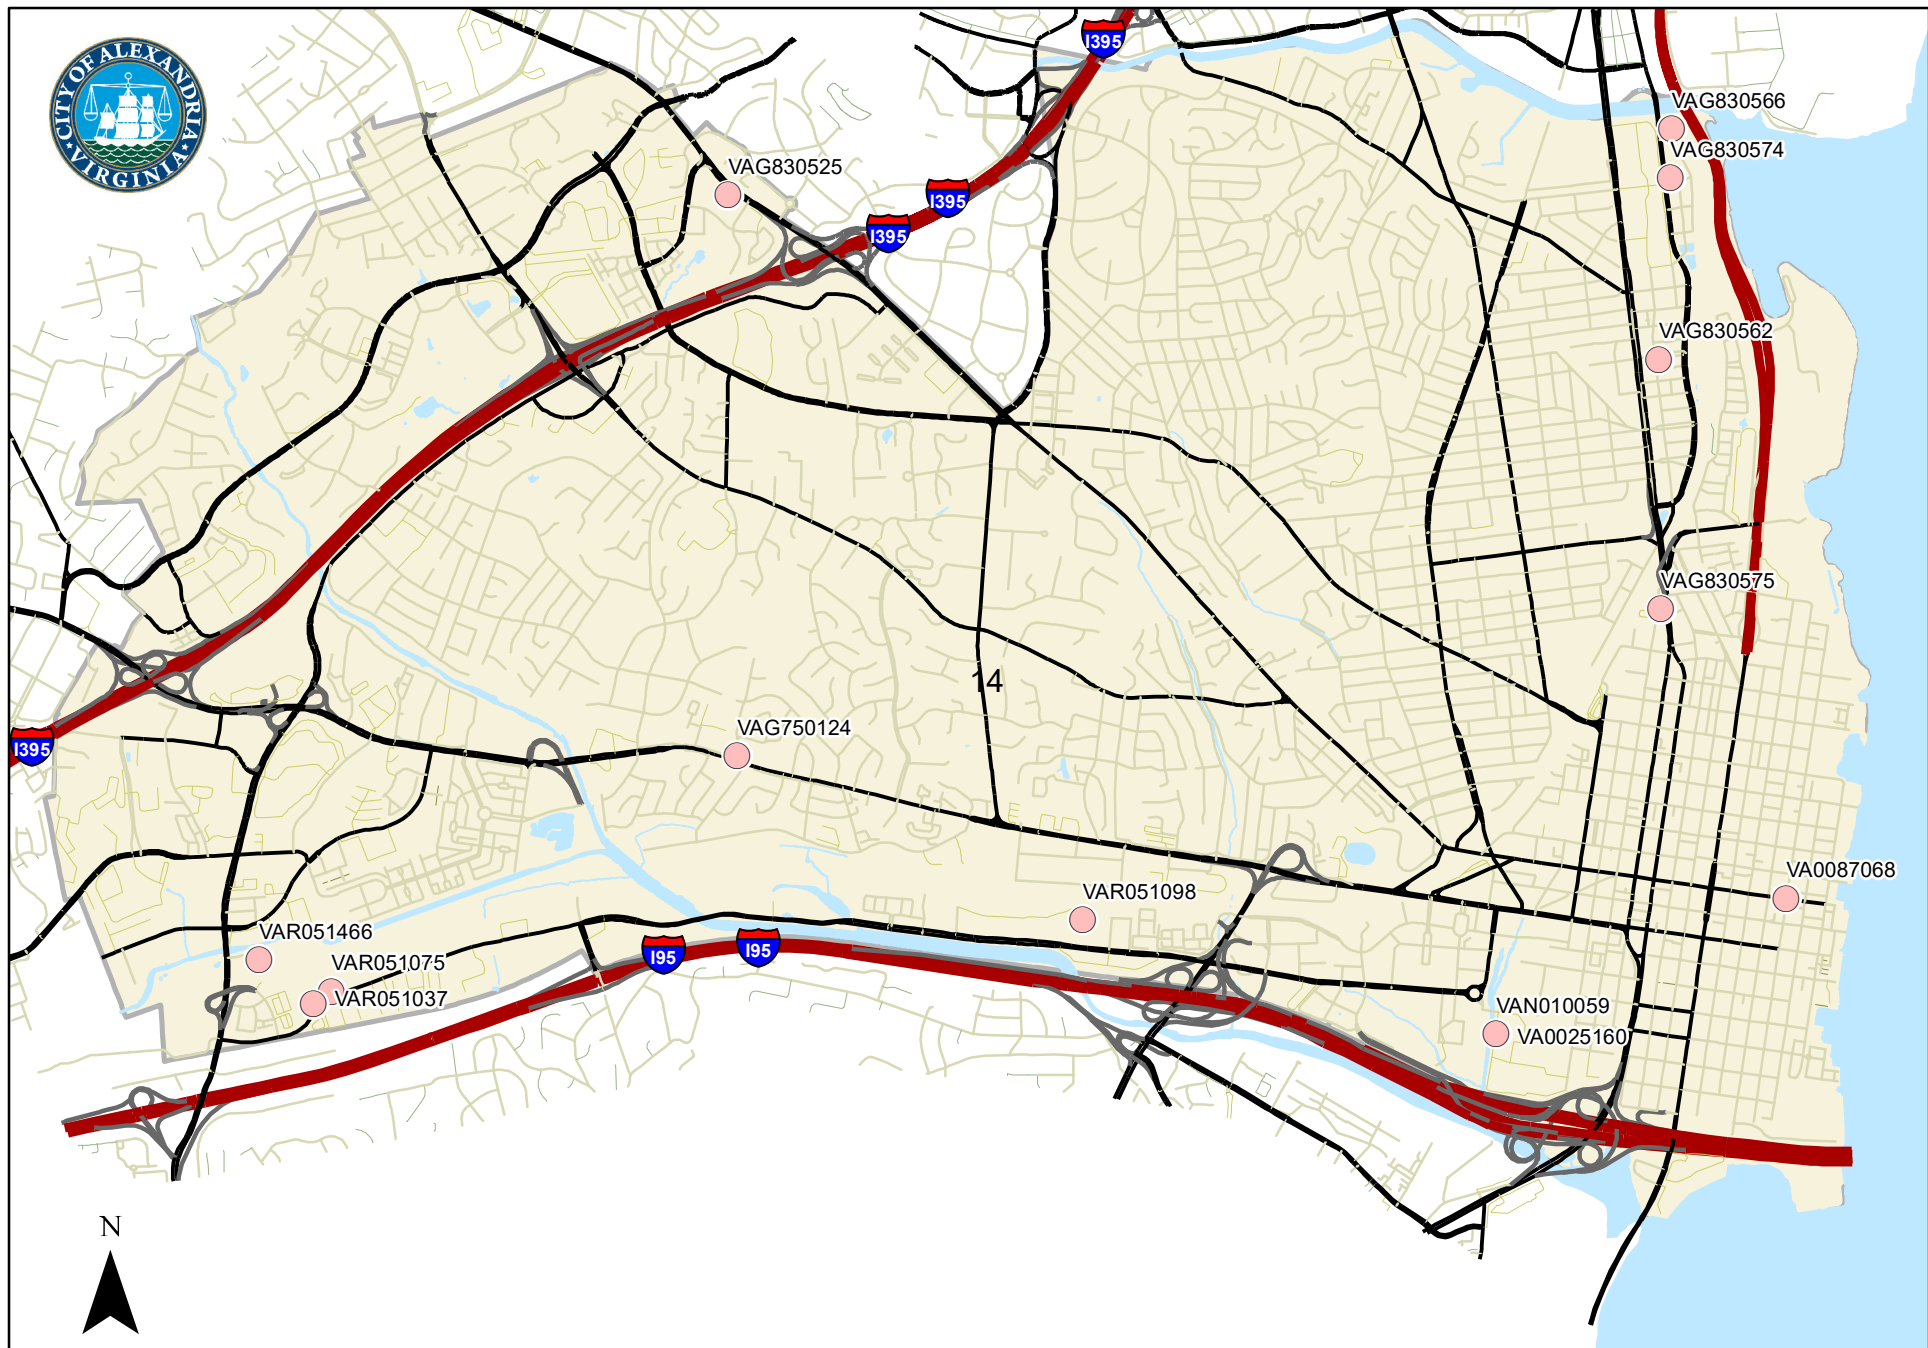 CITY OF ALEXANDRIA
★ VIRGINIA ★
I395
VAG830566
VAG830574
VAG830525
I395
I395
VAG830562
VAG830575
14
VAG750124
I395
VA0087068
VAR051098
VAR051466
I95
I95
VAR051075
VAR051037
VAN010059
VA0025160
N